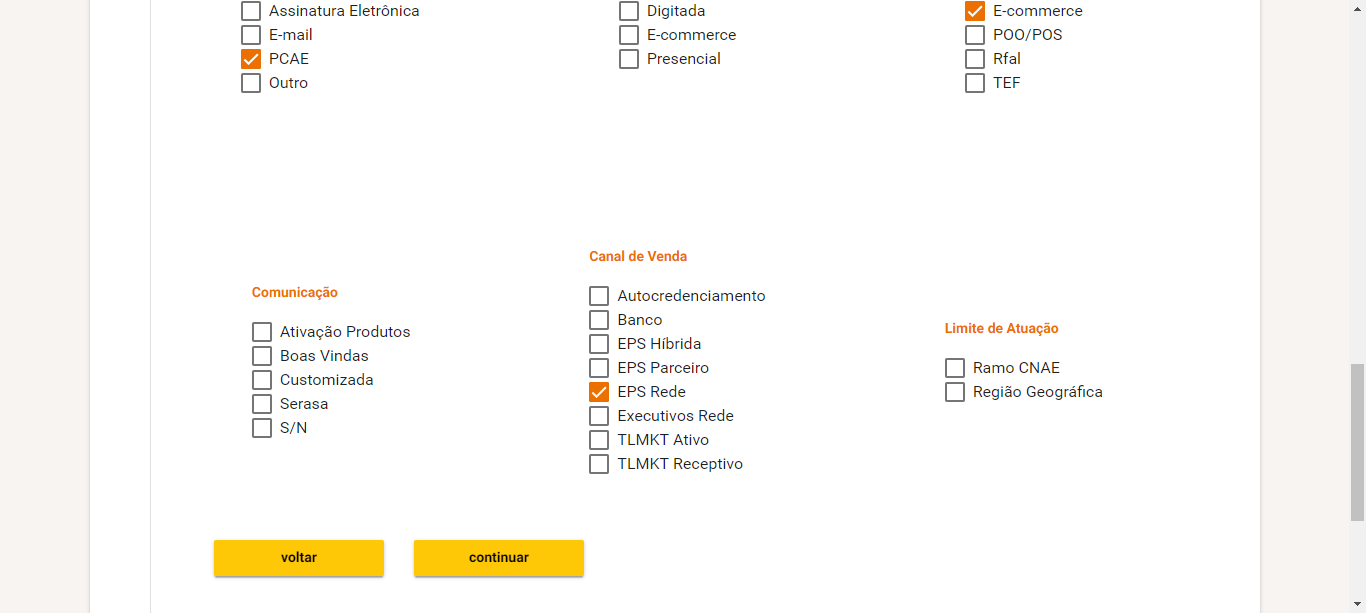 Assinatura Eletrônica
E-mail
PCAE
Outro
Digitada
E-commerce
Presencial
E-commerce
POO/POS
Rfal
TEF
Comunicação
Ativação Produtos
Boas Vindas
Customizada
Serasa
S/N
Canal de Venda
Autocredenciamento
Banco
EPS Híbrida
EPS Parceiro
EPS Rede
Executivos Rede
TLMKT Ativo
TLMKT Receptivo
Limite de Atuação
Ramo CNAE
Região Geográfica
voltar
continuar